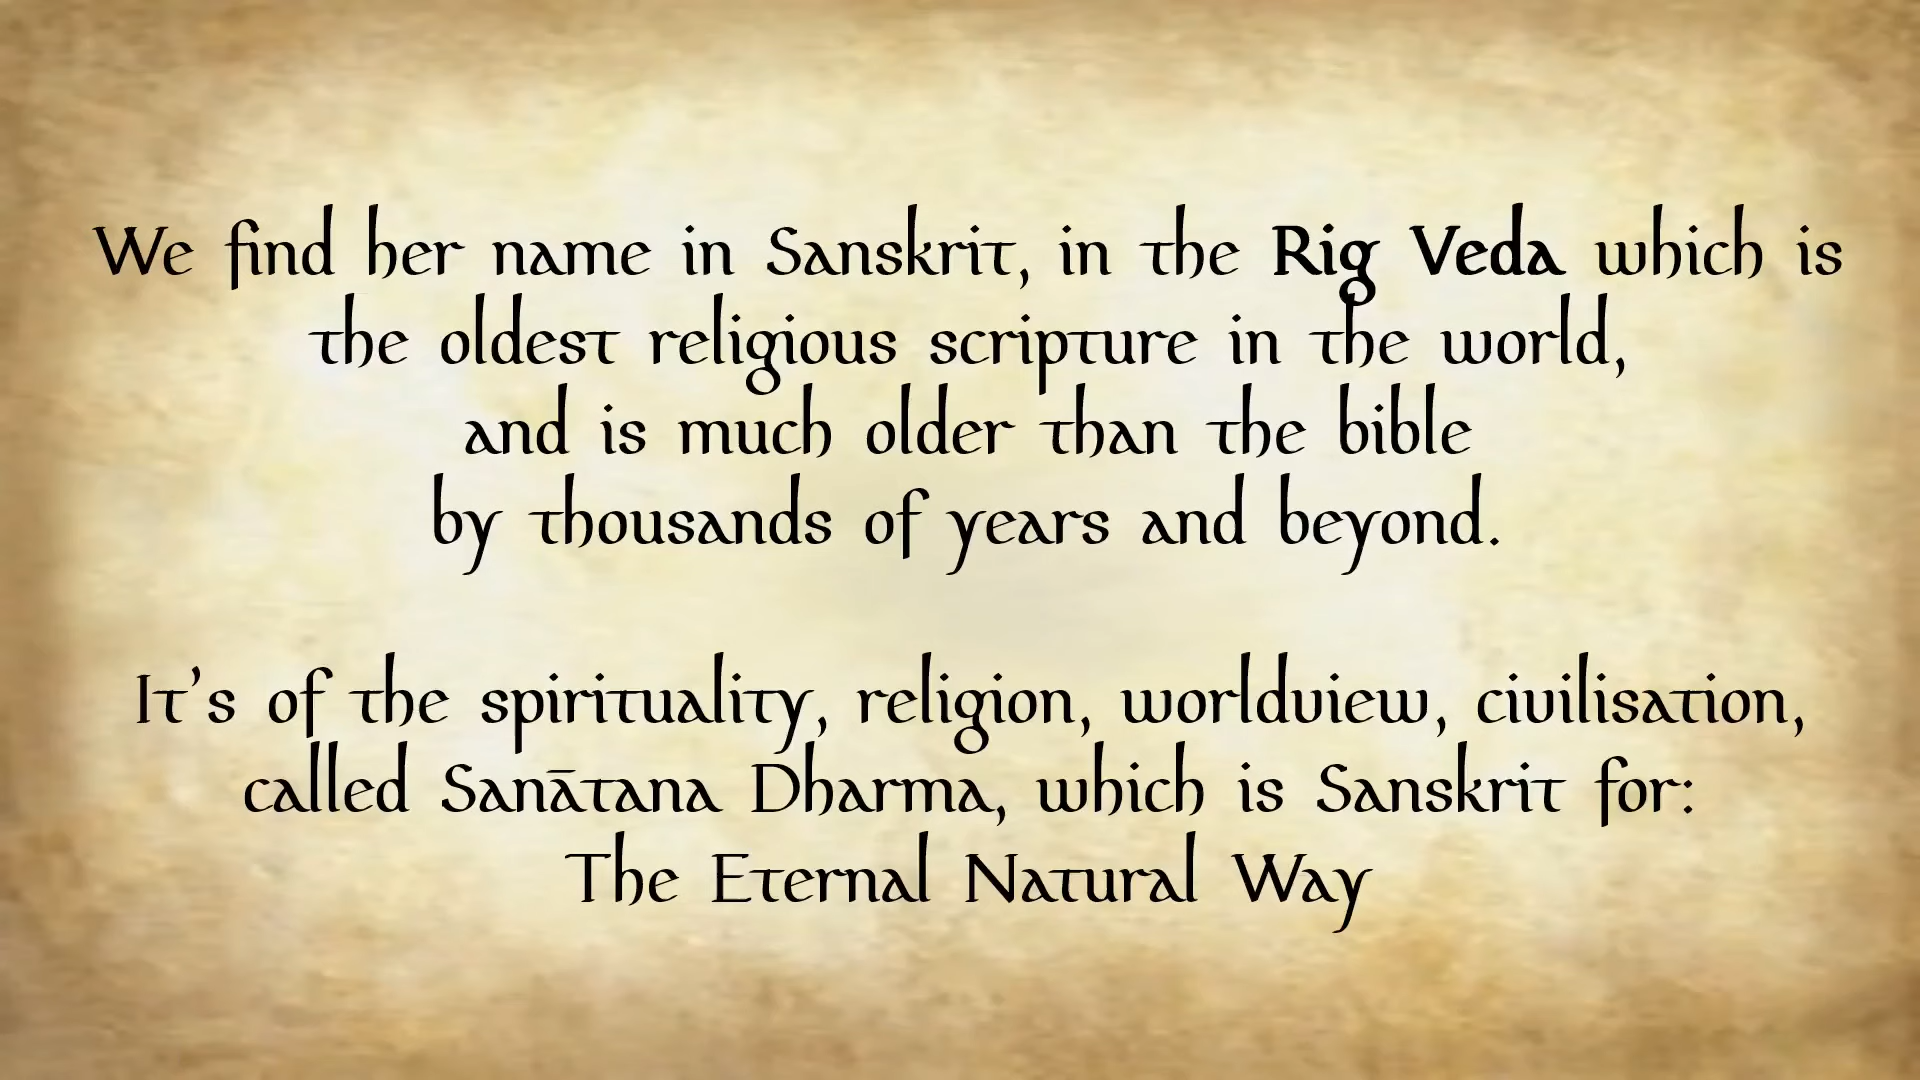 We find her name in Sanskrit, in the Rig Veda which is
the oldest religious scripture in the world,
and is much older than the bible
by thousands of years and beyond.
It's of the spirituality, religion, worldview, civilisation,
called Sanātana Dharma, which is Sanskrit for:
The Eternal Natural Way